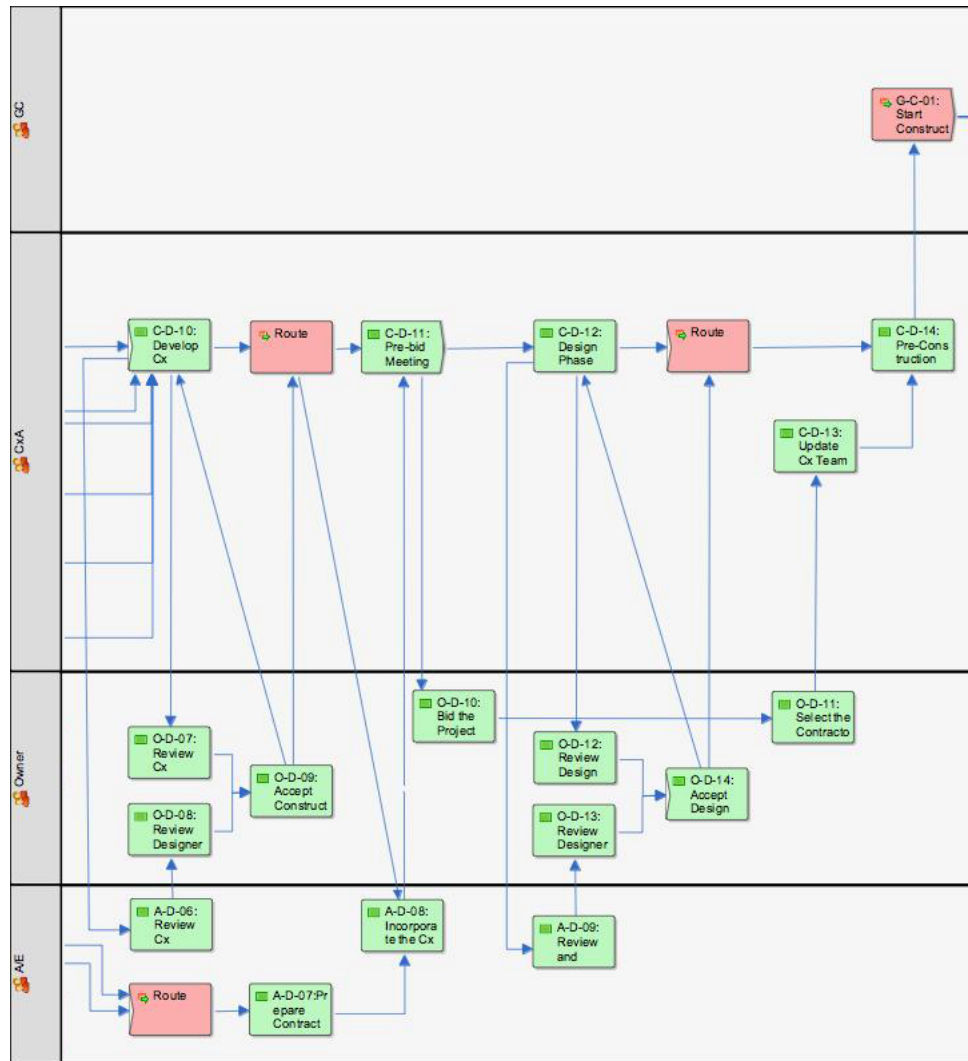 GC
G-C-01:
Start
Construct
CxA
C-D-10:
Develop
Cx
Route
C-D-11:
Pre-bid
Meeting
C-D-12:
Design
Phase
Route
C-D-14:
Pre-Cons
truction
C-D-13:
Update
Cx Team
Owner
O-D-07:
Review
Cx
O-D-08:
Review
Designer
O-D-09:
Accept
Construct
O-D-10:
Bid the
Project
O-D-12:
Review
Design
O-D-13:
Review
Designer
O-D-14:
Accept
Design
O-D-11:
Select the
Contracto
A/E
A-D-06:
Review
Cx
Route
A-D-07:Pr
epare
Contract
A-D-08:
Incorpora
te the Cx
A-D-09:
Review
and